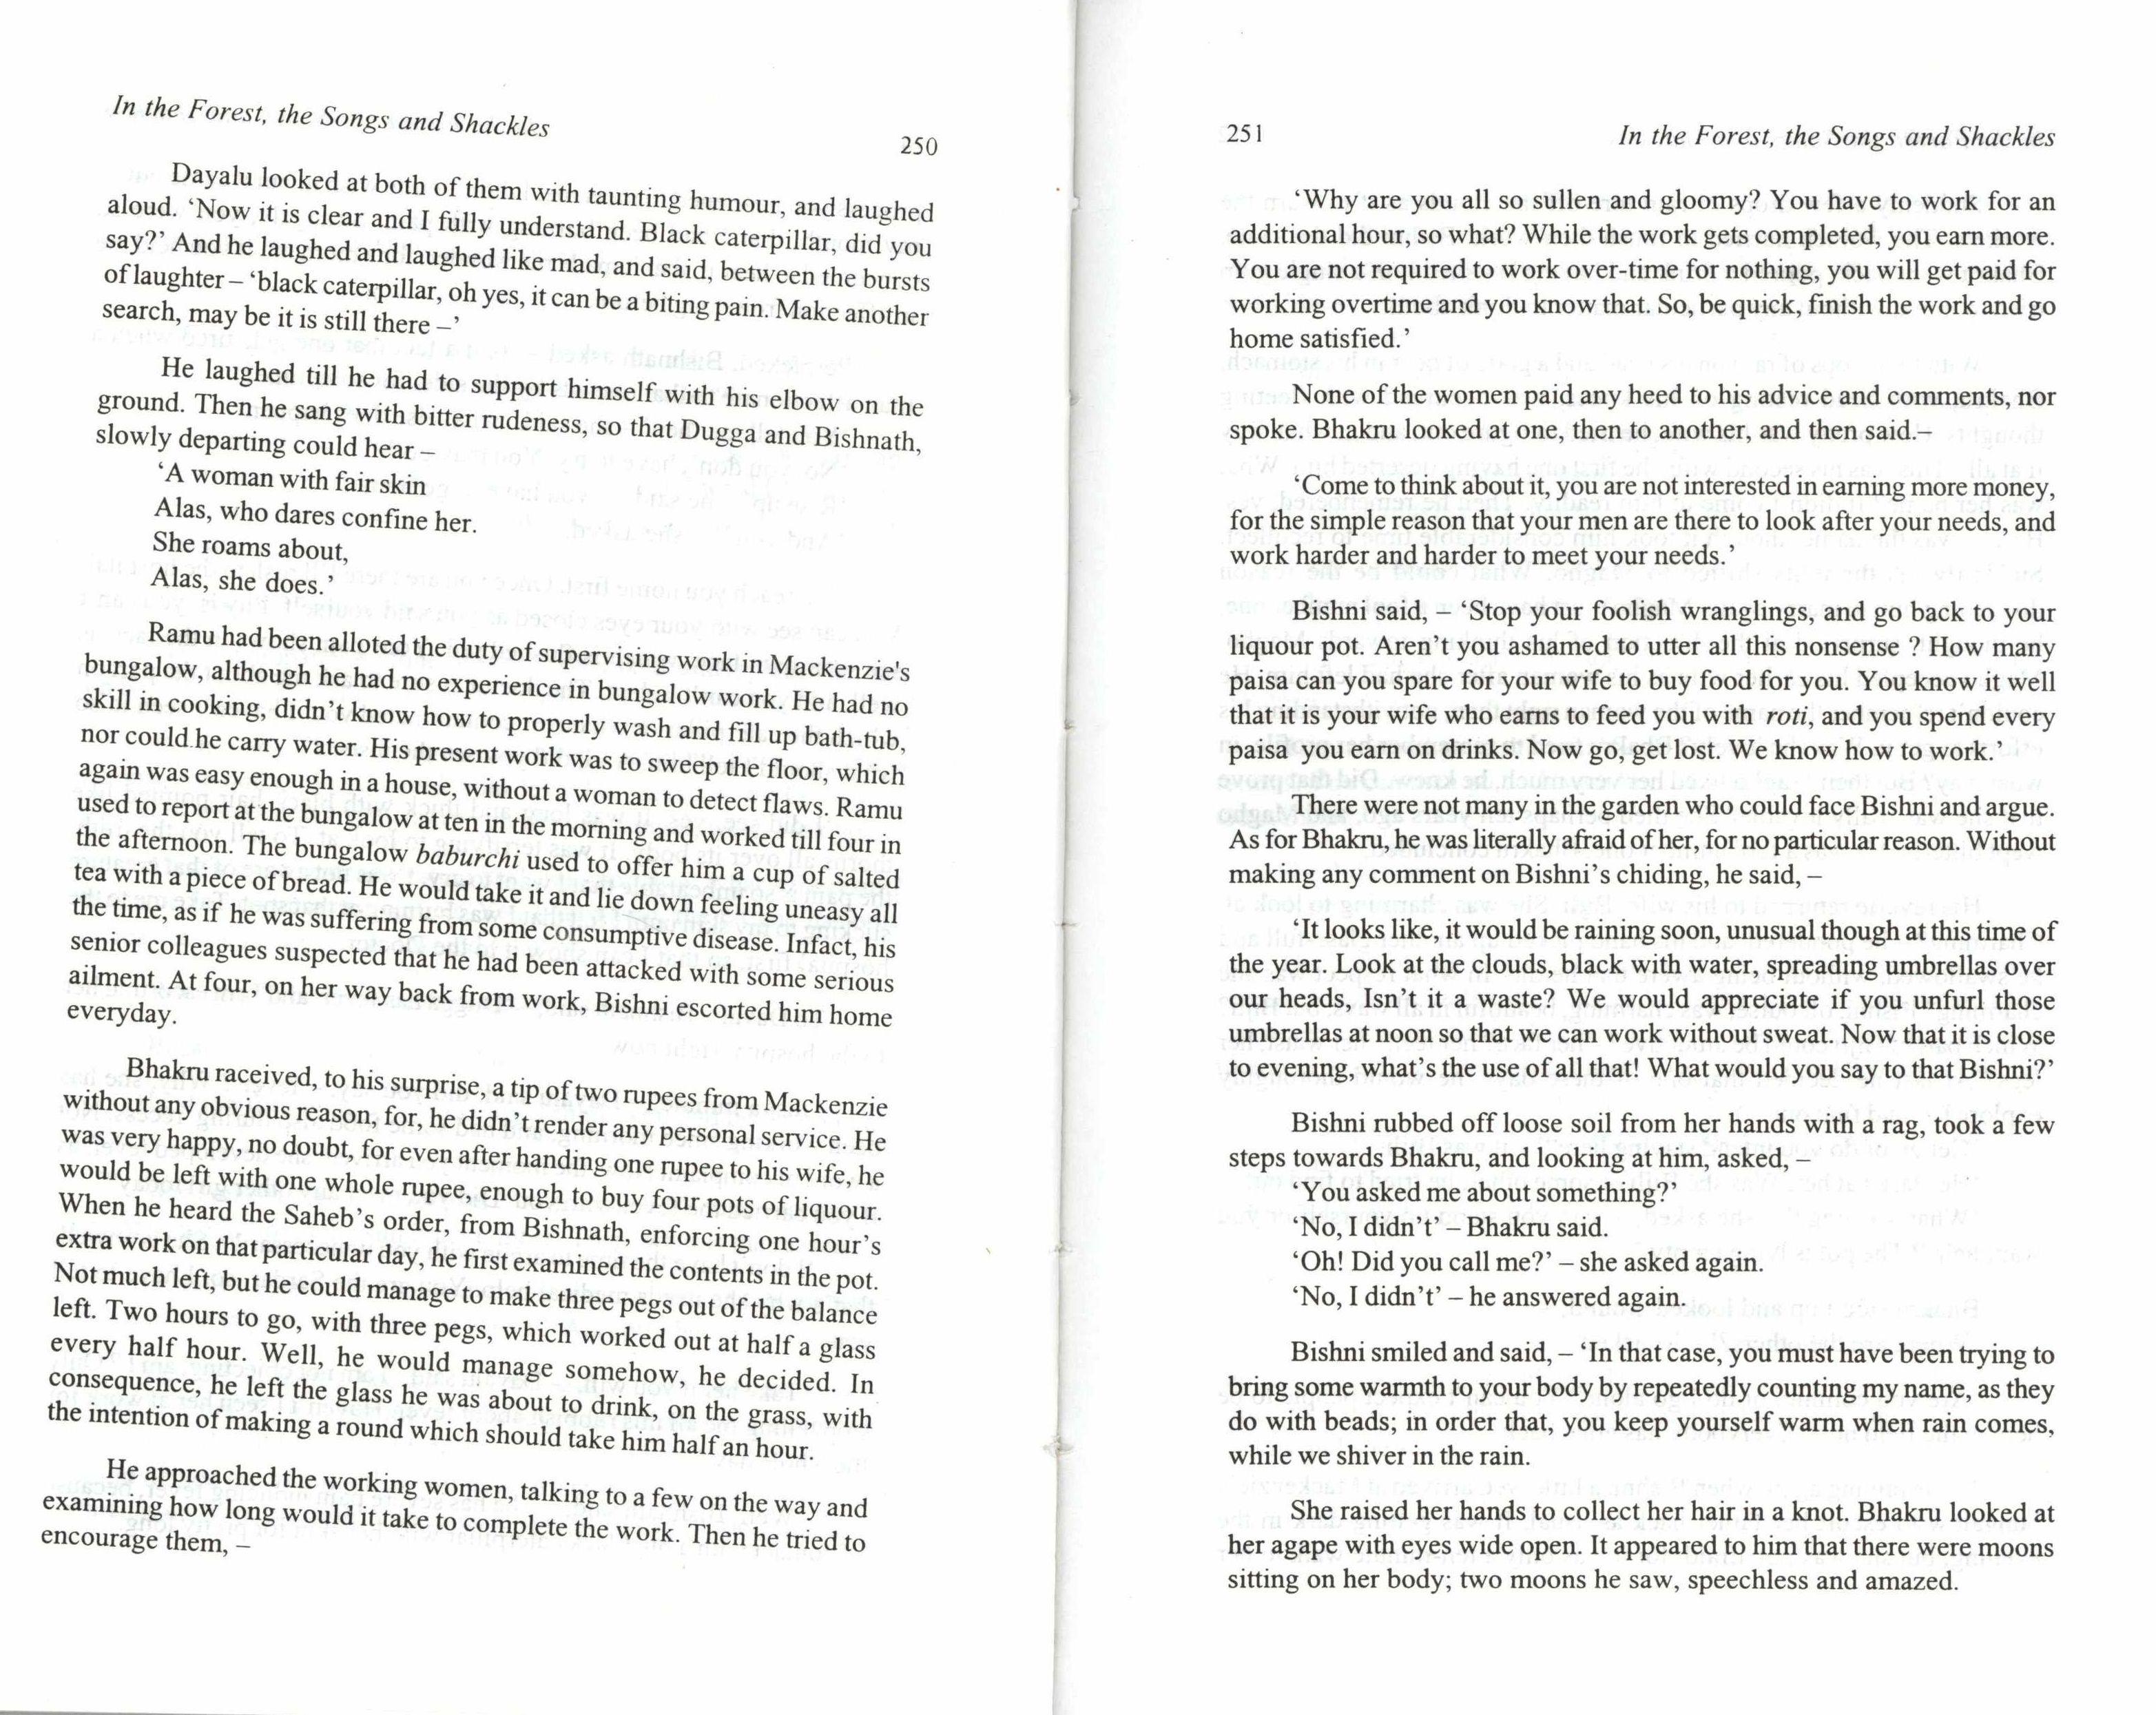 In the Forest, the Songs and Shackles
250
Dayalu looked at both of them with taunting humour, and laughed
aloud. ‘Now it is clear and I fully understand. Black caterpillar, did you
say?’ And he laughed and laughed like mad, and said, between the bursts
of laughter – ‘black caterpillar, oh yes, it can be a biting pain. Make another
search, may be it is still there –’
He laughed till he had to support himself with his elbow on the
ground. Then he sang with bitter rudeness, so that Dugga and Bishnath,
slowly departing could hear –
‘A woman with fair skin
Alas, who dares confine her.
She roams about,
Alas, she does.’
Ramu had been alloted the duty of supervising work in Mackenzie's
bungalow, although he had no experience in bungalow work. He had no
skill in cooking, didn’t know how to properly wash and fill up bath-tub,
nor could he carry water. His present work was to sweep the floor, which
again was easy enough in a house, without a woman to detect flaws. Ramu
used to report at the bungalow at ten in the morning and worked till four in
the afternoon. The bungalow baburchi used to offer him a cup of salted
tea with a piece of bread. He would take it and lie down feeling uneasy all
the time, as if he was suffering from some consumptive disease. Infact, his
senior colleagues suspected that he had been attacked with some serious
ailment. At four, on her way back from work, Bishni escorted him home
everyday.
Bhakru raceived, to his surprise, a tip of two rupees from Mackenzie
without any obvious reason, for, he didn’t render any personal service. He
was very happy, no doubt, for even after handing one rupee to his wife, he
would be left with one whole rupee, enough to buy four pots of liquour.
When he heard the Saheb’s order, from Bishnath, enforcing one hour’s
extra work on that particular day, he first examined the contents in the pot.
Not much left, but he could manage to make three pegs out of the balance
left. Two hours to go, with three pegs, which worked out at half a glass
every half hour. Well, he would manage somehow, he decided. In
consequence, he left the glass he was about to drink, on the grass, with
the intention of making a round which should take him half an hour.
He approached the working women, talking to a few on the way and
examining how long would it take to complete the work. Then he tried to
encourage them, –
251
In the Forest, the Songs and Shackles
‘Why are you all so sullen and gloomy? You have to work for an
additional hour, so what? While the work gets completed, you earn more.
You are not required to work over-time for nothing, you will get paid for
working overtime and you know that. So, be quick, finish the work and go
home satisfied.’
None of the women paid any heed to his advice and comments, nor
spoke. Bhakru looked at one, then to another, and then said.–
‘Come to think about it, you are not interested in earning more money,
for the simple reason that your men are there to look after your needs, and
work harder and harder to meet your needs.’
Bishni said, – ‘Stop your foolish wranglings, and go back to your
liquour pot. Aren’t you ashamed to utter all this nonsense ? How many
paisa can you spare for your wife to buy food for you. You know it well
that it is your wife who earns to feed you with roti, and you spend every
paisa you earn on drinks. Now go, get lost. We know how to work.’
There were not many in the garden who could face Bishni and argue.
As for Bhakru, he was literally afraid of her, for no particular reason. Without
making any comment on Bishni’s chiding, he said, –
‘It looks like, it would be raining soon, unusual though at this time of
the year. Look at the clouds, black with water, spreading umbrellas over
our heads, Isn’t it a waste? We would appreciate if you unfurl those
umbrellas at noon so that we can work without sweat. Now that it is close
to evening, what’s the use of all that! What would you say to that Bishni?’
Bishni rubbed off loose soil from her hands with a rag, took a few
steps towards Bhakru, and looking at him, asked, –
‘You asked me about something?’
‘No, I didn’t’ – Bhakru said.
‘Oh! Did you call me?’ – she asked again.
‘No, I didn’t’ – he answered again.
Bishni smiled and said, – ‘In that case, you must have been trying to
bring some warmth to your body by repeatedly counting my name, as they
do with beads; in order that, you keep yourself warm when rain comes,
while we shiver in the rain.
She raised her hands to collect her hair in a knot. Bhakru looked at
her agape with eyes wide open. It appeared to him that there were moons
sitting on her body; two moons he saw, speechless and amazed.